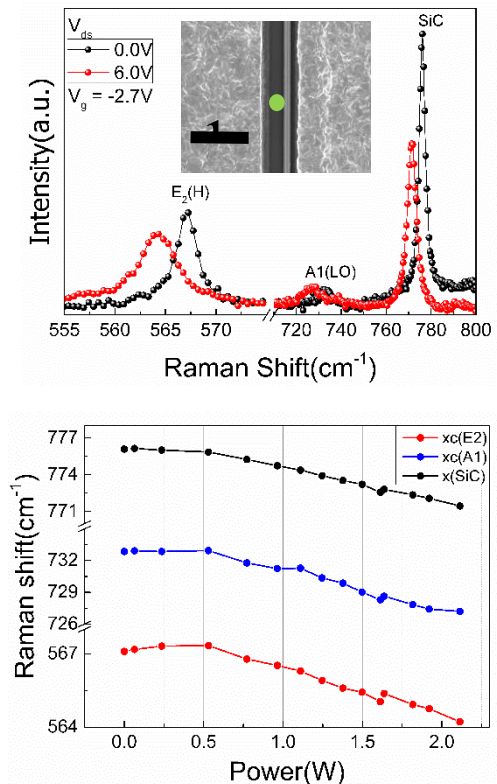 V_ds
0.0V
6.0V
V_g = -2.7V
SiC
E_2(H)
A1(LO)
Intensity(a.u.)
555 560 565 570 720 740 760 780 800
Raman Shift(cm^-1)
xc(E2)
xc(A1)
x(SiC)
777
774
771
732
729
726
567
564
Raman shift(cm^-1)
0.0 0.5 1.0 1.5 2.0
Power(W)